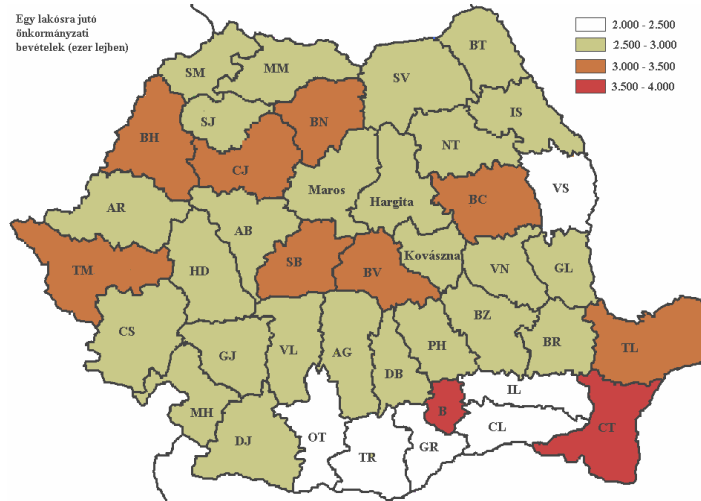 Egy lakósra jutó
önkormányzati
bevételek (ezer lejben)
2.000 - 2.500
2.500 - 3.000
3.000 - 3.500
3.500 - 4.000
SM
MM
SV
BT
SJ
BN
IS
BH
CJ
NT
Maros
Hargita
BC
VS
AR
AB
TM
HD
SB
BV
Kovászna
VN
GL
CS
GJ
VL
AG
DB
PH
BZ
BR
TL
MH
DJ
OT
TR
GR
B
IL
CL
CT